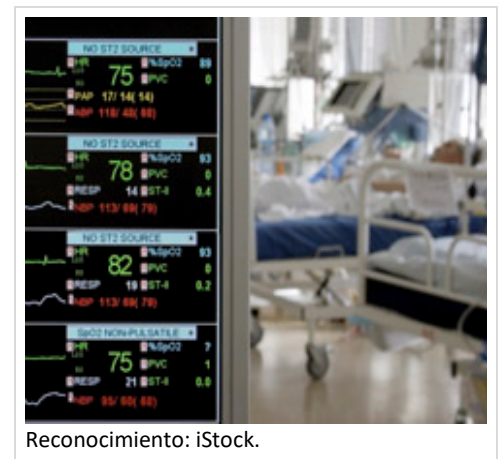 NO ST2 SOURCE
HR 75 %SpO2 89
PVC 0
PAP 17/ 14( 14)
118/ 48(
NO ST2 SOURCE
HR 78 %SpO2 93
PVC 0
RESP 14 ST-II 0.4
NBP 113/ 69( 79)
NO ST2 SOURCE
HR 82 %SpO2 93
PVC 0
RESP 19 ST-II 0.2
NBP 113/ 69( 79)
SpO2 NON-PULSATILE
HR 75 %SpO2 7
PVC 1
RESP 21 ST-II 0.0
NBP 95/ 60( 68)
Reconocimiento: iStock.